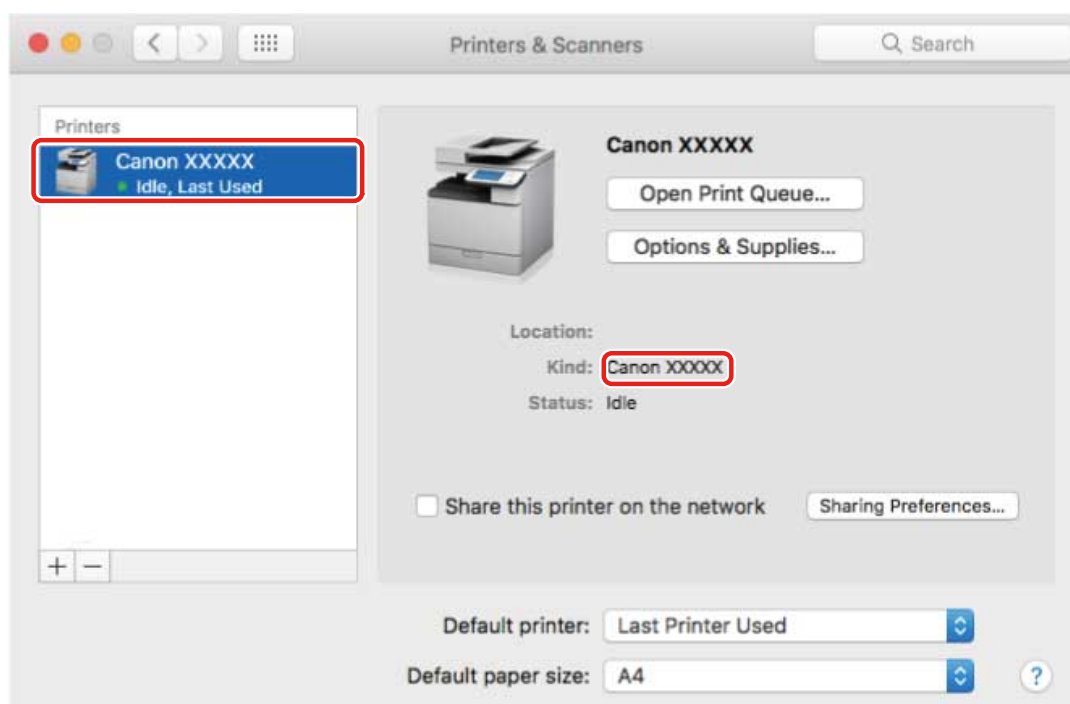 Printers & Scanners
Search
Printers
Canon XXXXX
Idle, Last Used
Canon XXXXX
Open Print Queue...
Options & Supplies...
Location:
Kind: Canon XXXXX
Status: Idle
Share this printer on the network
Sharing Preferences...
+ −
Default printer: Last Printer Used
Default paper size: A4
?